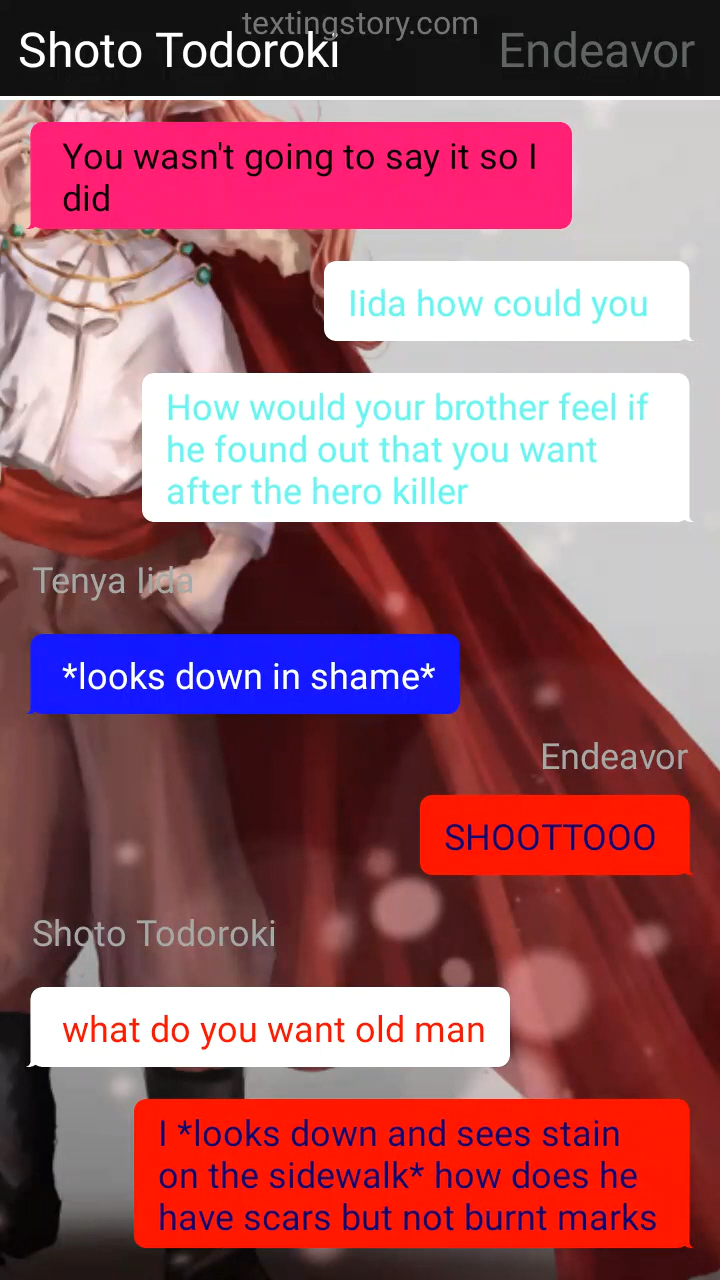 textingstory.com
Shoto Todoroki Endeavor
You wasn't going to say it so I
did
Iida how could you
How would your brother feel if
he found out that you want
after the hero killer
Tenya Iida
*looks down in shame*
Endeavor
SHOOTTOOO
Shoto Todoroki
what do you want old man
I *looks down and sees stain
on the sidewalk* how does he
have scars but not burnt marks